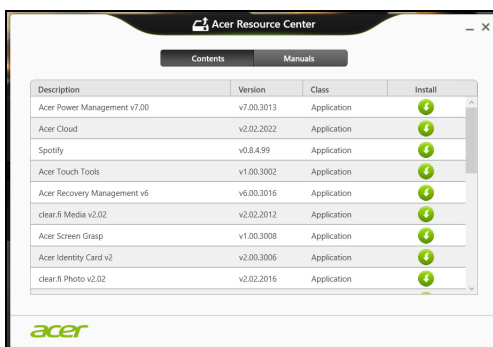 Acer Resource Center
Contents Manuals
Description Version Class Install
Acer Power Management v7.00 v7.00.3013 Application
Acer Cloud v2.02.2022 Application
Spotify v0.8.4.99 Application
Acer Touch Tools v1.00.3002 Application
Acer Recovery Management v6 v6.00.3016 Application
clear.fi Media v2.02 v2.02.2012 Application
Acer Screen Grasp v1.00.3008 Application
Acer Identity Card v2 v2.00.3006 Application
clear.fi Photo v2.02 v2.02.2016 Application
acer